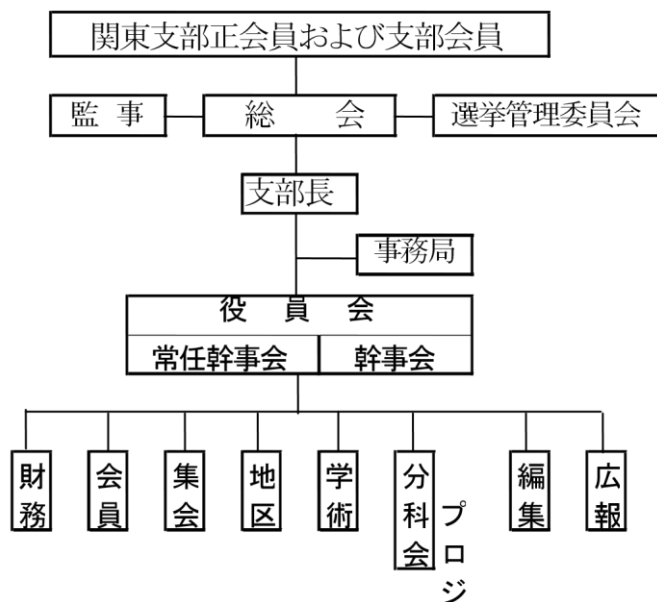 関東支部正会員および支部会員
監 事
総 会
選挙管理委員会
支部長
事務局
役 員 会
常任幹事会
幹事会
財務
会員
集会
地区
学術
分科会
プロジ
編集
広報